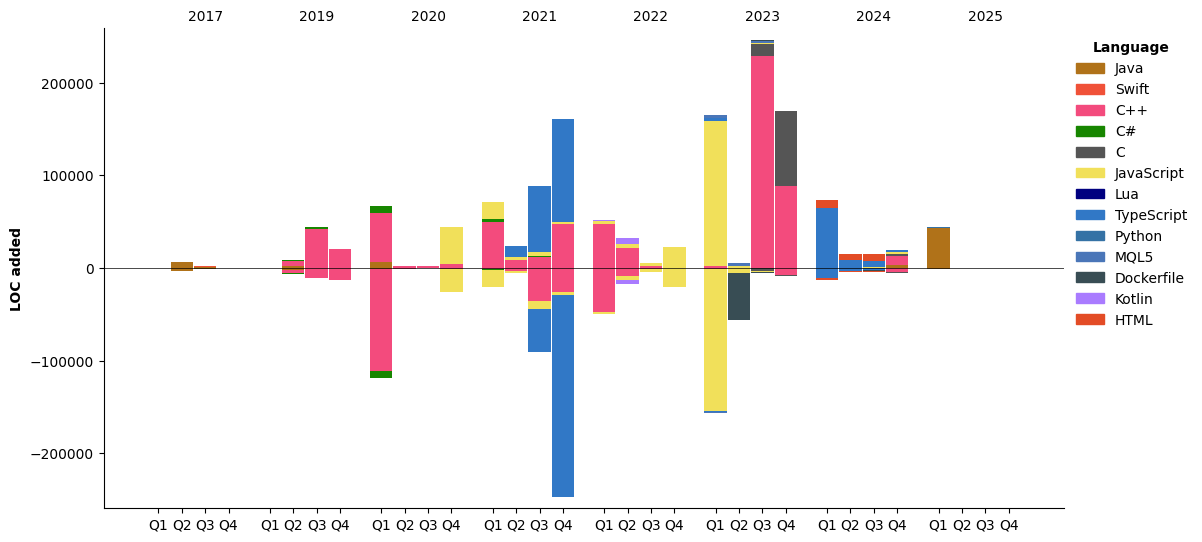 2017 2019 2020 2021 2022 2023 2024 2025
LOC added
200000
100000
0
−100000
−200000
Q1 Q2 Q3 Q4 Q1 Q2 Q3 Q4 Q1 Q2 Q3 Q4 Q1 Q2 Q3 Q4 Q1 Q2 Q3 Q4 Q1 Q2 Q3 Q4 Q1 Q2 Q3 Q4 Q1 Q2 Q3 Q4
Language
Java
Swift
C++
C#
C
JavaScript
Lua
TypeScript
Python
MQL5
Dockerfile
Kotlin
HTML